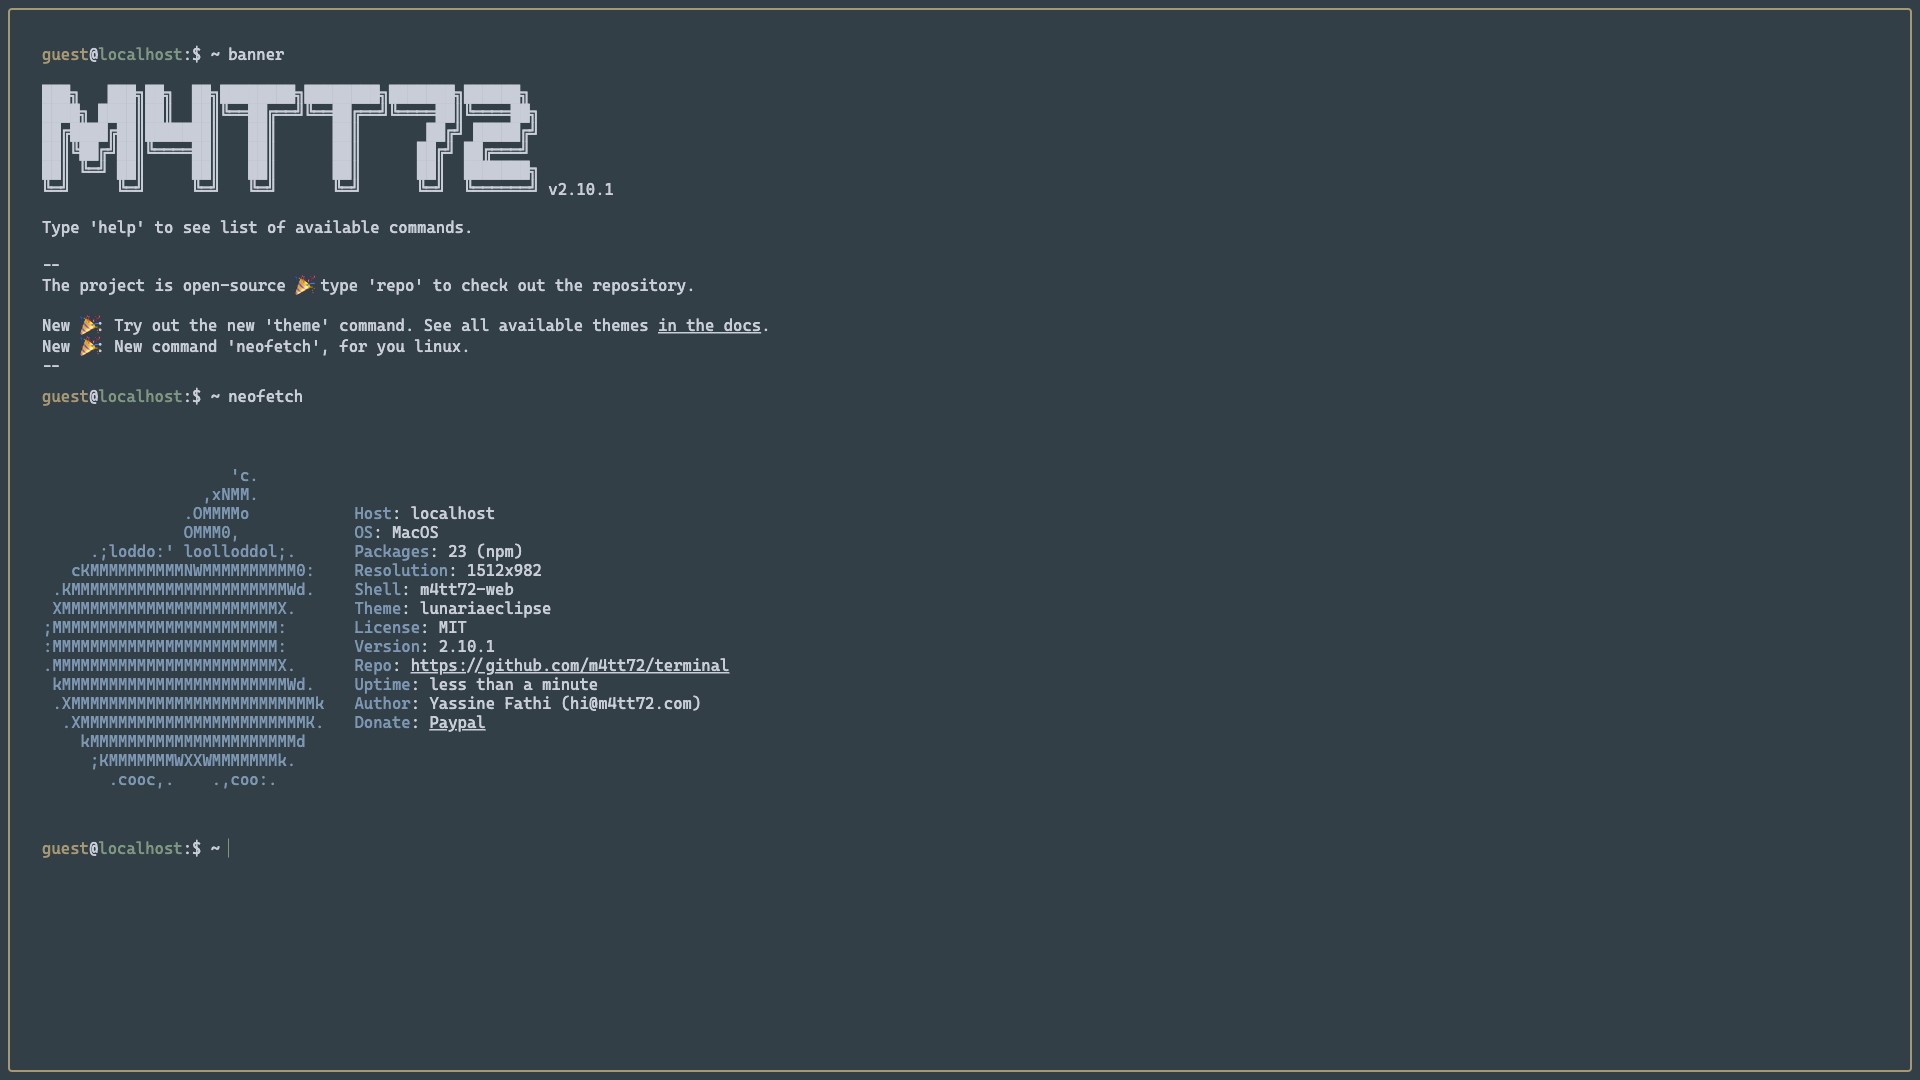 guest@localhost:$ ~ banner
M4TT72 v2.10.1
Type 'help' to see list of available commands.
--
The project is open-source 🎉 type 'repo' to check out the repository.
New 🎉: Try out the new 'theme' command. See all available themes in the docs.
New 🎉: New command 'neofetch', for you linux.
--
guest@localhost:$ ~ neofetch
                    'c.
                 ,xNMM.
               .OMMMMo           Host: localhost
               OMMM0,            OS: MacOS
     .;loddo:' loolloddol;.      Packages: 23 (npm)
   cKMMMMMMMMMMNWMMMMMMMMMM0:    Resolution: 1512x982
 .KMMMMMMMMMMMMMMMMMMMMMMMWd.    Shell: m4tt72-web
 XMMMMMMMMMMMMMMMMMMMMMMMX.      Theme: lunariaeclipse
;MMMMMMMMMMMMMMMMMMMMMMMM:       License: MIT
:MMMMMMMMMMMMMMMMMMMMMMMM:       Version: 2.10.1
.MMMMMMMMMMMMMMMMMMMMMMMMX.      Repo: https://github.com/m4tt72/terminal
 kMMMMMMMMMMMMMMMMMMMMMMMMWd.    Uptime: less than a minute
 .XMMMMMMMMMMMMMMMMMMMMMMMMMMk   Author: Yassine Fathi (hi@m4tt72.com)
  .XMMMMMMMMMMMMMMMMMMMMMMMMK.   Donate: Paypal
    kMMMMMMMMMMMMMMMMMMMMMMd
     ;KMMMMMMMWXXWMMMMMMMk.
       .cooc,.    .,coo:.
guest@localhost:$ ~